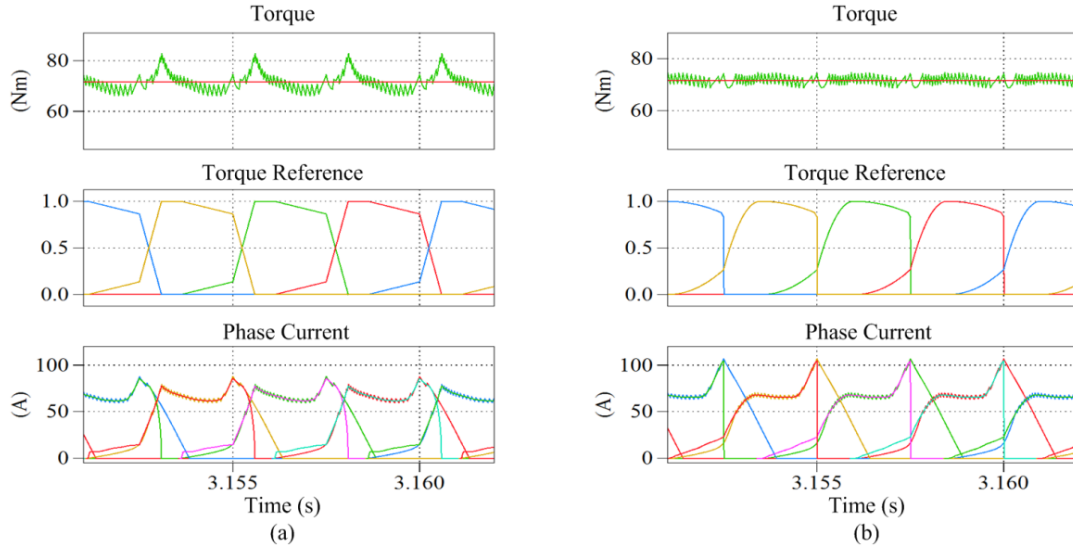 Torque
80
60
(Nm)
Torque Reference
1.0
0.5
0.0
Phase Current
100
50
0
(A)
3.155
3.160
Time (s)
(a)
Torque
80
60
(Nm)
Torque Reference
1.0
0.5
0.0
Phase Current
100
50
0
(A)
3.155
3.160
Time (s)
(b)